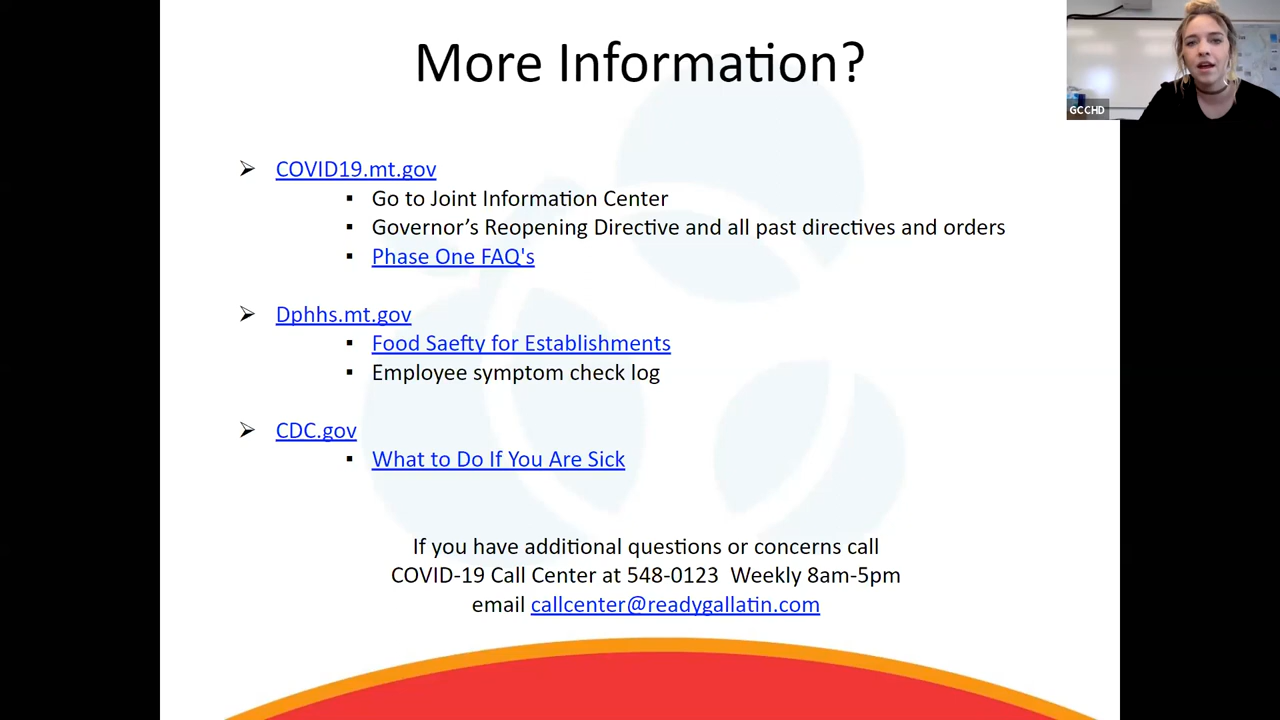 More Information?
GCCHD
COVID19.mt.gov
Go to Joint Information Center
Governor’s Reopening Directive and all past directives and orders
Phase One FAQ's
Dphhs.mt.gov
Food Saefty for Establishments
Employee symptom check log
CDC.gov
What to Do If You Are Sick
If you have additional questions or concerns call
COVID-19 Call Center at 548-0123 Weekly 8am-5pm
email callcenter@readygallatin.com